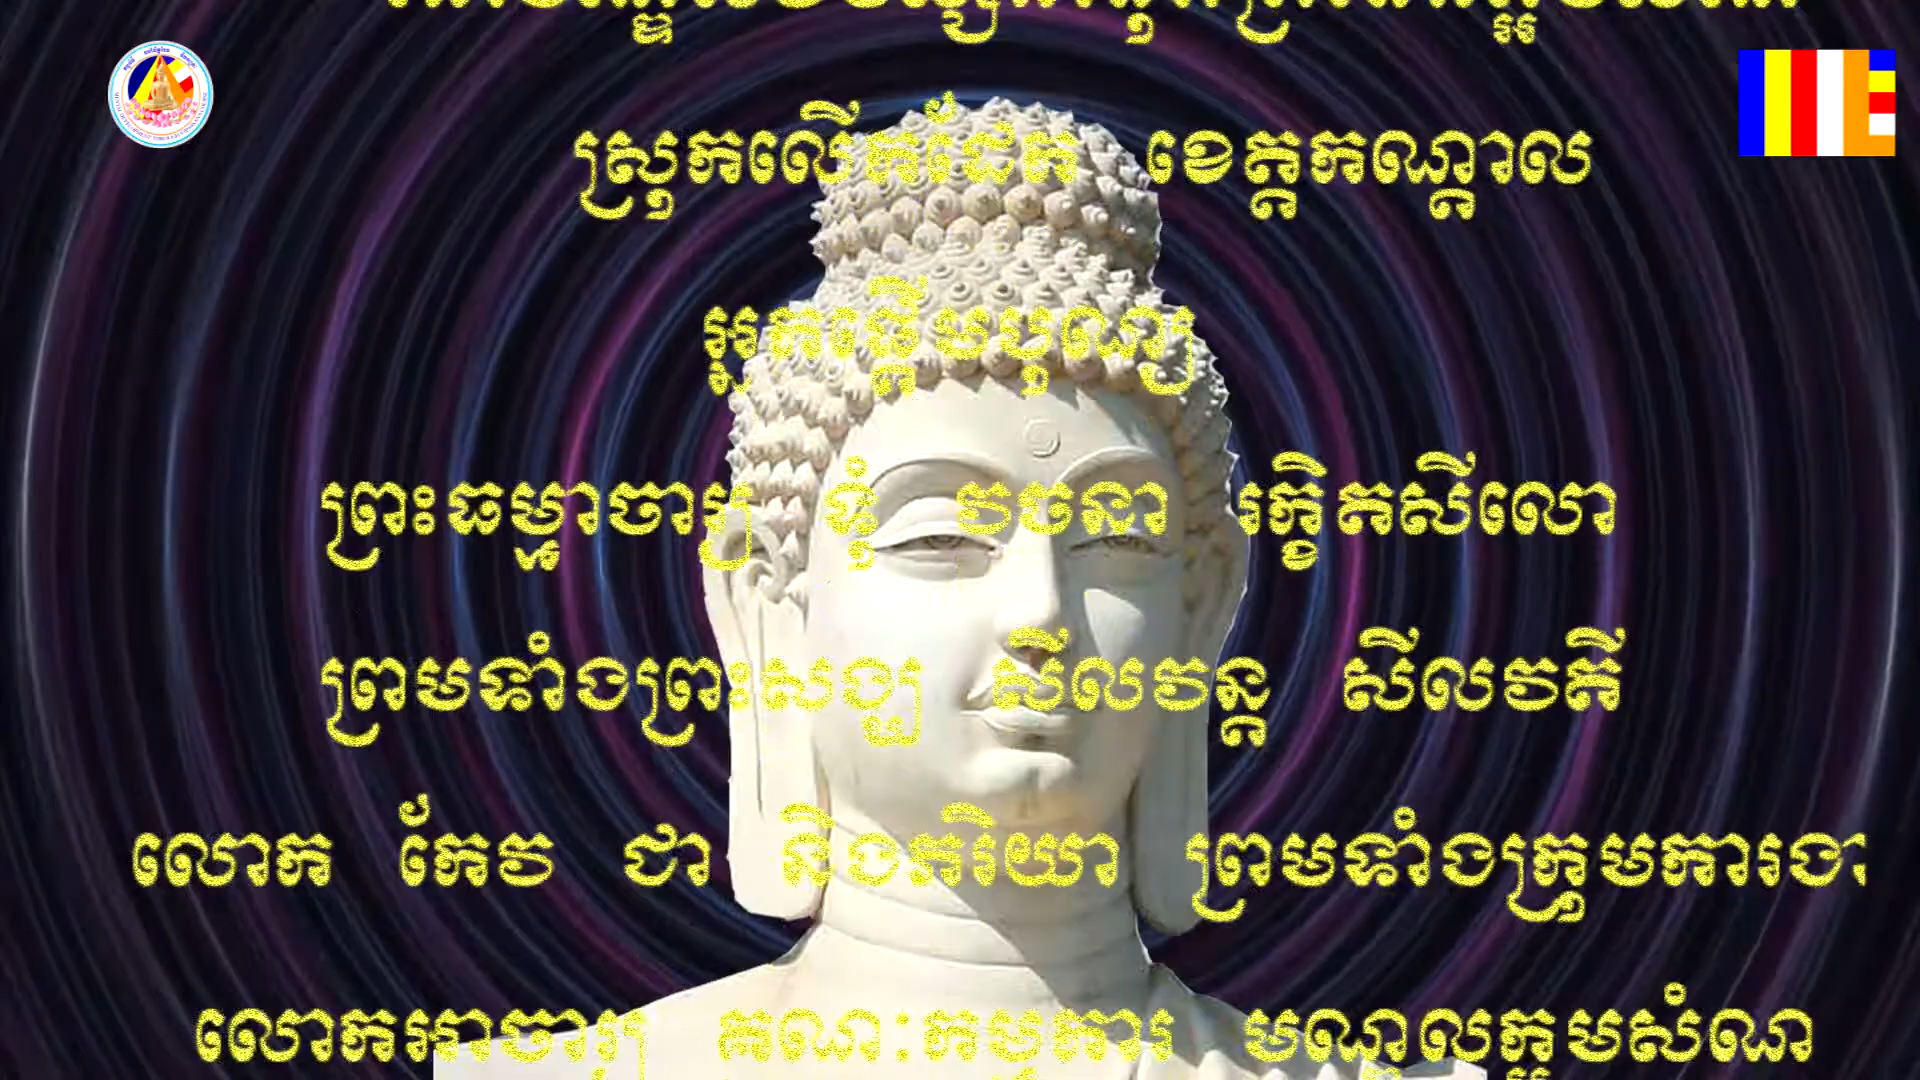 ស្រុកលើកដែក ខេត្តកណ្ដាល
អ្នកផ្ដើមបុណ្យ
ព្រះធម្មាចារ្យ ទុំ វចនា រក្ខិតសីលោ
ព្រមទាំងព្រះសង្ឃ សីលវន្ត សីលវតី
លោក កែវ ជា និងភរិយា ព្រមទាំងក្រុមការងារ
លោកអាចារ្យ គណៈកម្មការ មណ្ឌលក្អមសំណ